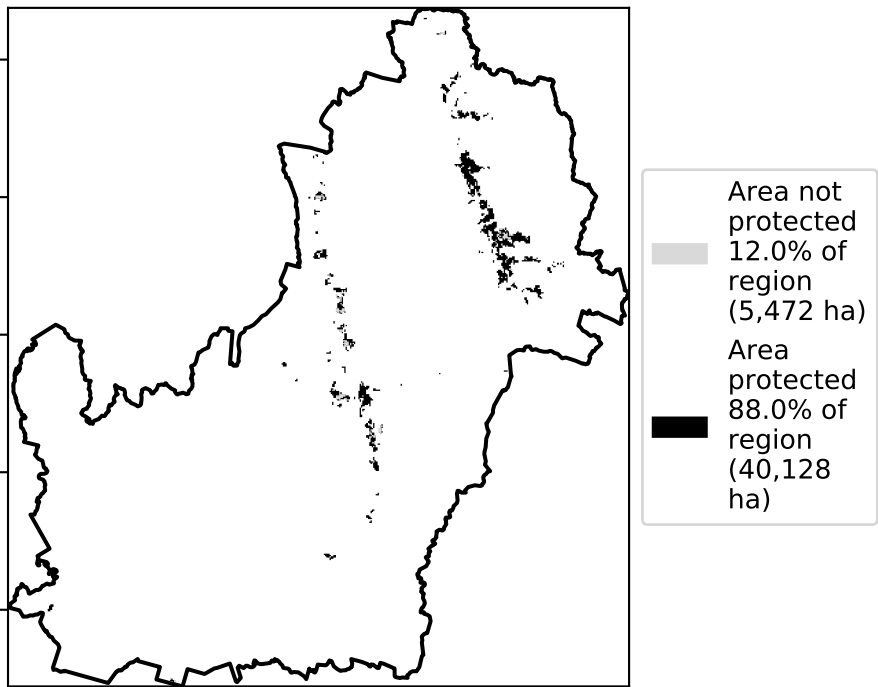 Area not
protected
12.0% of
region
(5,472 ha)
Area
protected
88.0% of
region
(40,128
ha)